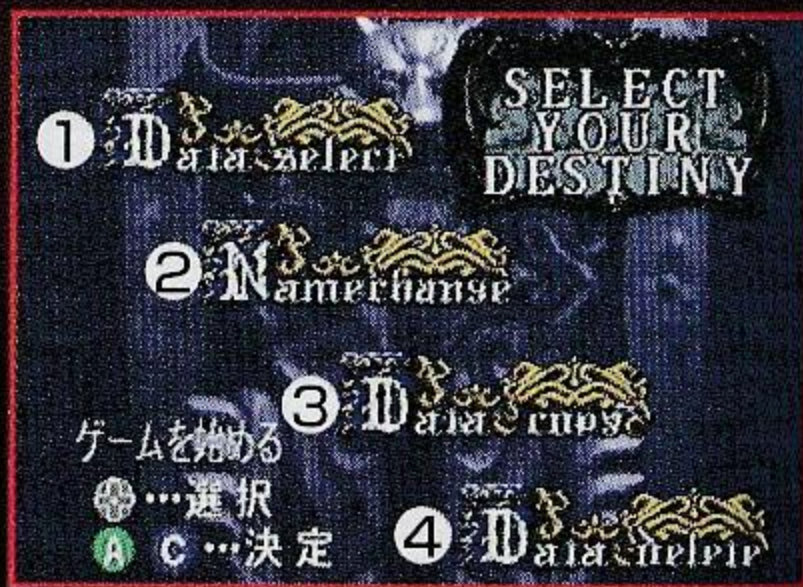 SELECT
YOUR
DESTINY
① Data select
② Namechange
③ Data copy
④ Data delete
ゲームを始める
…選択
A C …決定